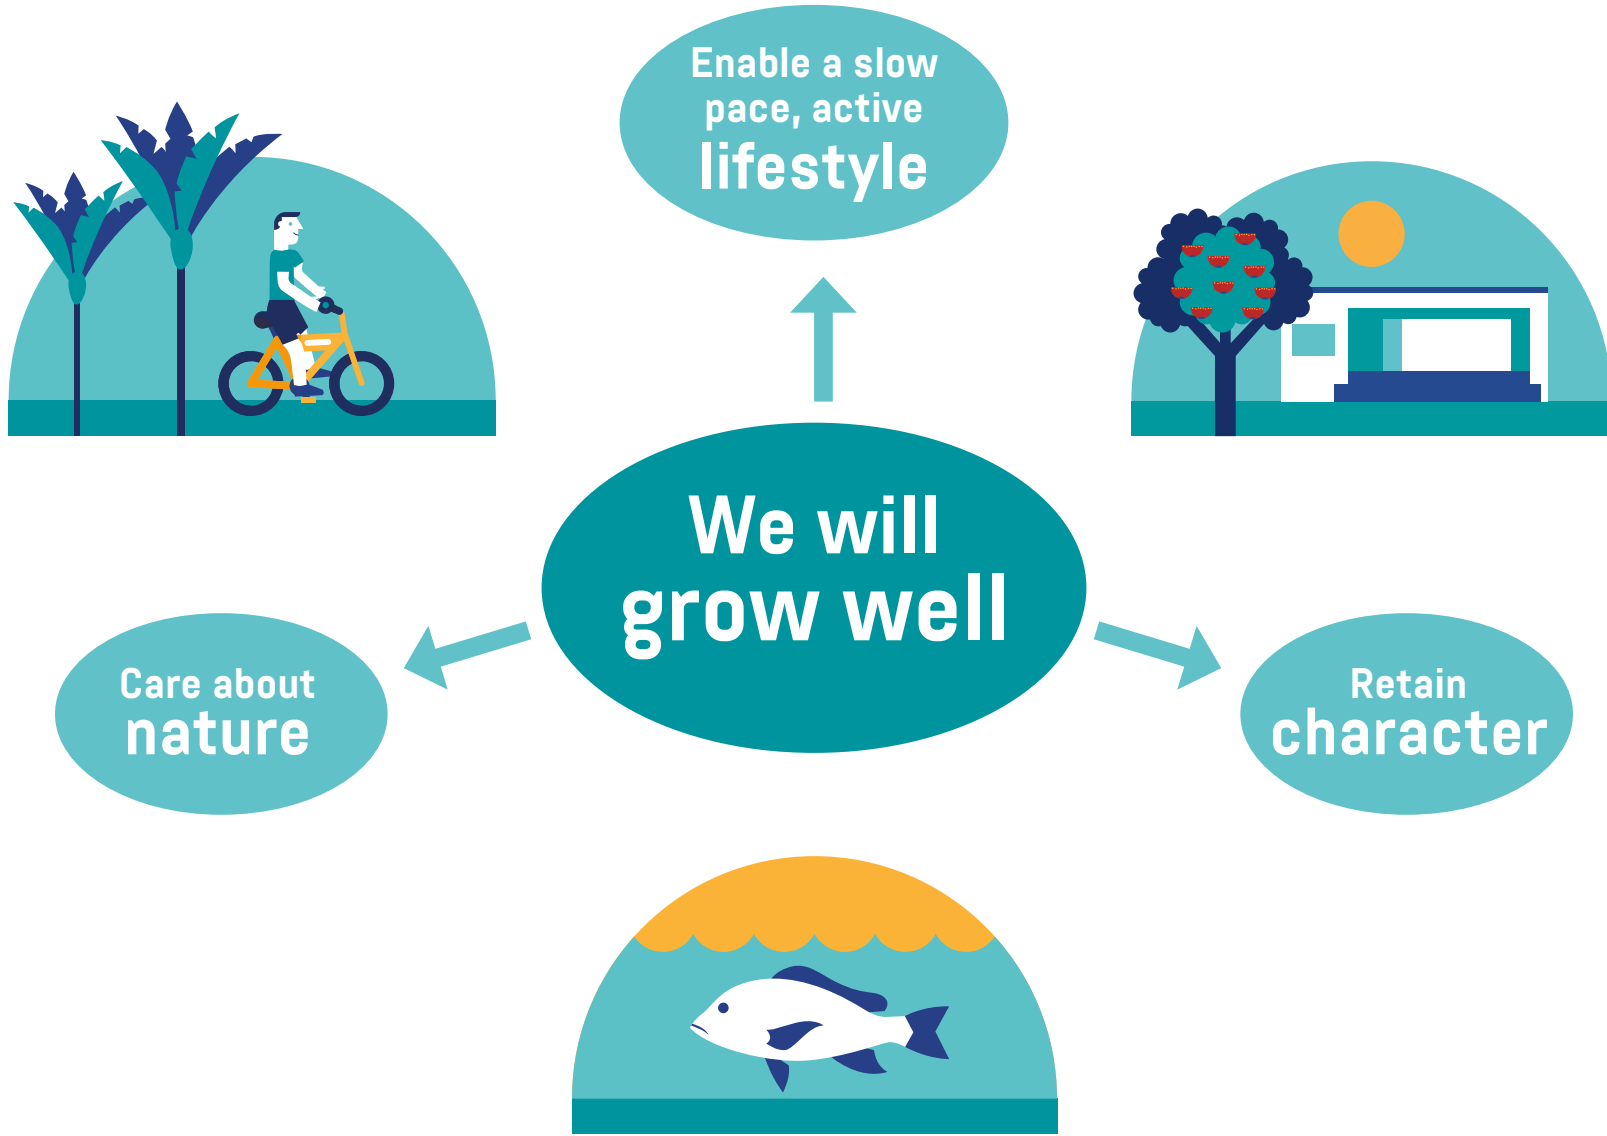 Enable a slow
pace, active
lifestyle
We will
grow well
Care about
nature
Retain
character